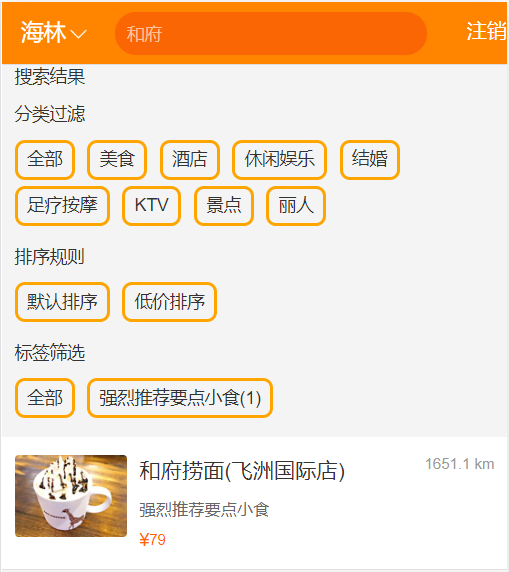 海林 和府 注销
搜索结果
分类过滤
全部 美食 酒店 休闲娱乐 结婚
足疗按摩 KTV 景点 丽人
排序规则
默认排序 低价排序
标签筛选
全部 强烈推荐要点小食(1)
和府捞面(飞洲国际店) 1651.1 km
强烈推荐要点小食
¥79